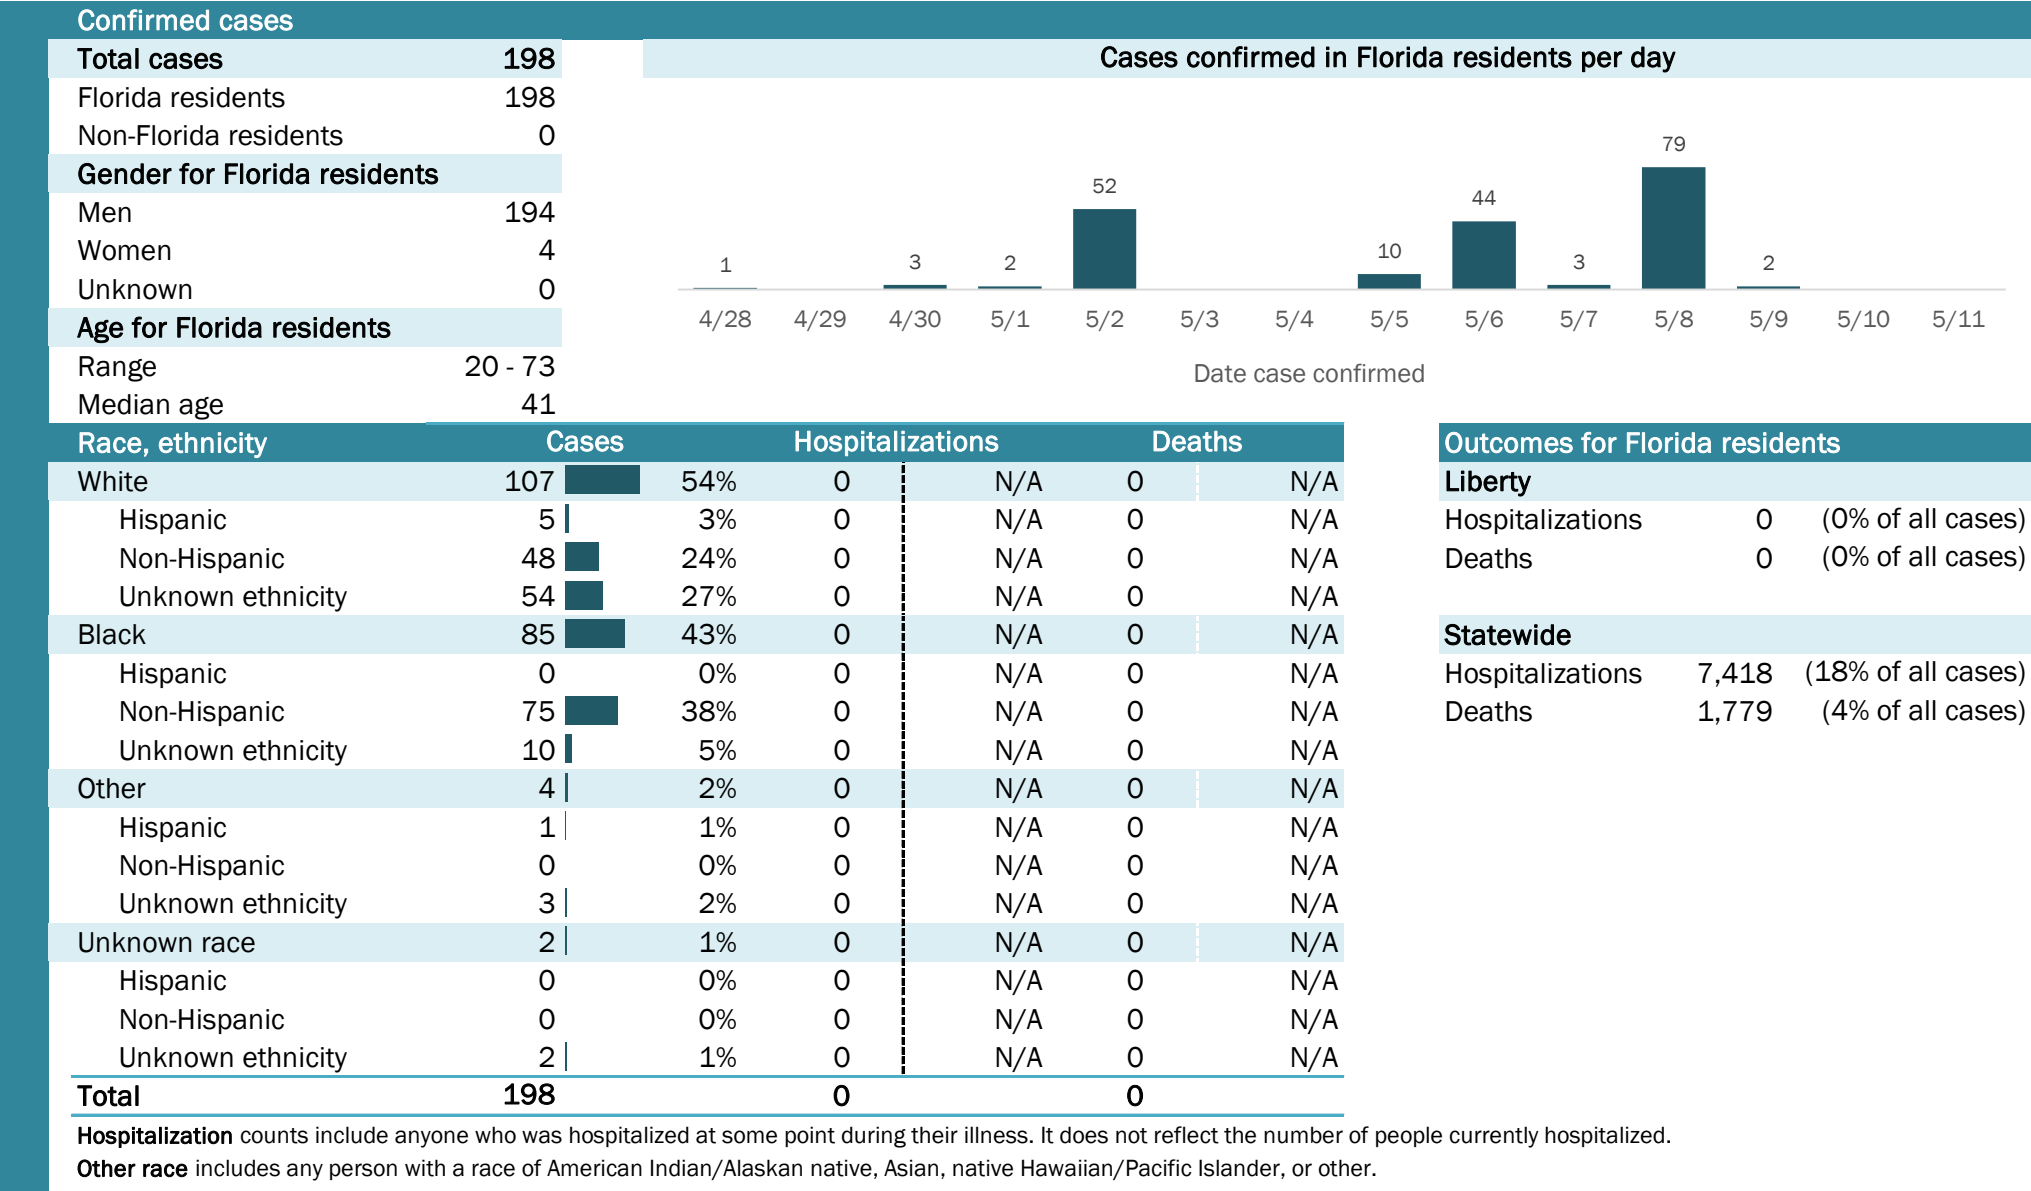 Confirmed cases
Total cases 198
Florida residents 198
Non-Florida residents 0
Gender for Florida residents
Men 194
Women 4
Unknown 0
Age for Florida residents
Range 20 - 73
Median age 41
Cases confirmed in Florida residents per day
1 3 2 52 10 44 3 79 2
4/28 4/29 4/30 5/1 5/2 5/3 5/4 5/5 5/6 5/7 5/8 5/9 5/10 5/11
Date case confirmed
Race, ethnicity Cases Hospitalizations Deaths
White 107 54% 0 N/A 0 N/A
Hispanic 5 3% 0 N/A 0 N/A
Non-Hispanic 48 24% 0 N/A 0 N/A
Unknown ethnicity 54 27% 0 N/A 0 N/A
Black 85 43% 0 N/A 0 N/A
Hispanic 0 0% 0 N/A 0 N/A
Non-Hispanic 75 38% 0 N/A 0 N/A
Unknown ethnicity 10 5% 0 N/A 0 N/A
Other 4 2% 0 N/A 0 N/A
Hispanic 1 1% 0 N/A 0 N/A
Non-Hispanic 0 0% 0 N/A 0 N/A
Unknown ethnicity 3 2% 0 N/A 0 N/A
Unknown race 2 1% 0 N/A 0 N/A
Hispanic 0 0% 0 N/A 0 N/A
Non-Hispanic 0 0% 0 N/A 0 N/A
Unknown ethnicity 2 1% 0 N/A 0 N/A
Total 198 0 0
Outcomes for Florida residents
Liberty
Hospitalizations 0 (0% of all cases)
Deaths 0 (0% of all cases)
Statewide
Hospitalizations 7,418 (18% of all cases)
Deaths 1,779 (4% of all cases)
Hospitalization counts include anyone who was hospitalized at some point during their illness. It does not reflect the number of people currently hospitalized.
Other race includes any person with a race of American Indian/Alaskan native, Asian, native Hawaiian/Pacific Islander, or other.